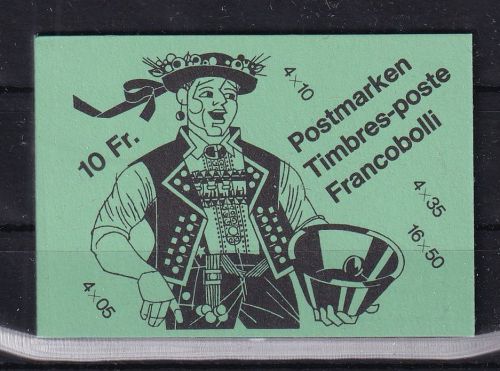 10 Fr.
4×10
Postmarken
Timbres-poste
Francobolli
4×35
16×50
4×05